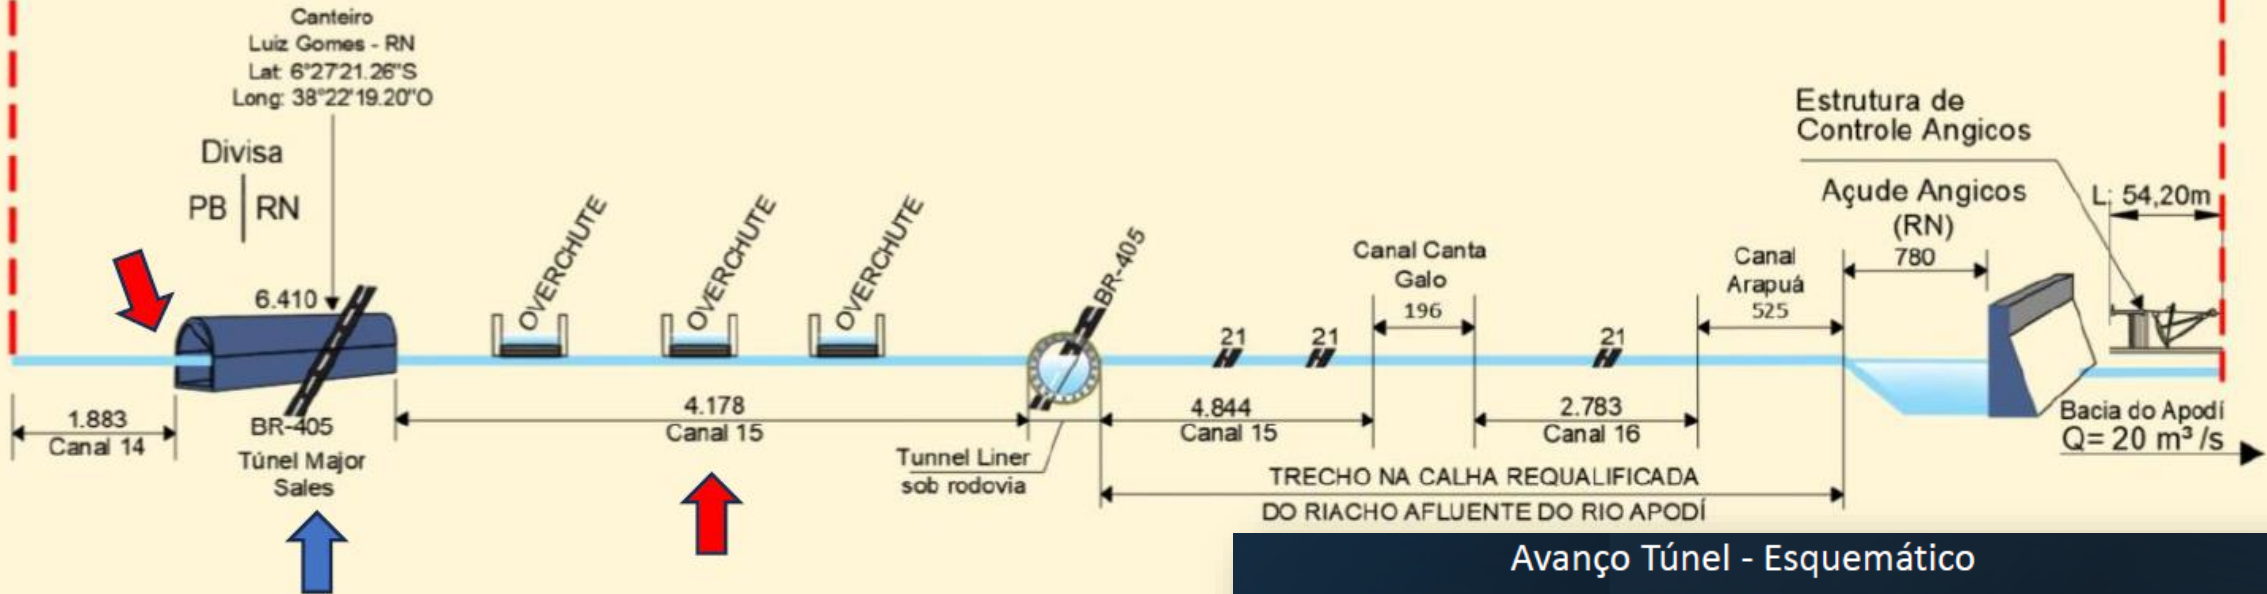 Canteiro
Luiz Gomes - RN
Lat: 6°27'21.26"S
Long: 38°22'19.20"O
Divisa
PB | RN
6.410
BR-405
Túnel Major
Sales
1.883
Canal 14
OVERCHUTE
OVERCHUTE
OVERCHUTE
4.178
Canal 15
BR-405
Tunnel Liner
sob rodovia
21
21
4.844
Canal 15
Canal Canta
Galo
196
21
2.783
Canal 16
Canal
Arapuá
525
TRECHO NA CALHA REQUALIFICADA
DO RIACHO AFLUENTE DO RIO APODÍ
Estrutura de
Controle Angicos
Açude Angicos
(RN)
780
L: 54,20m
Bacia do Apodí
Q= 20 m³/s
Avanço Túnel - Esquemático